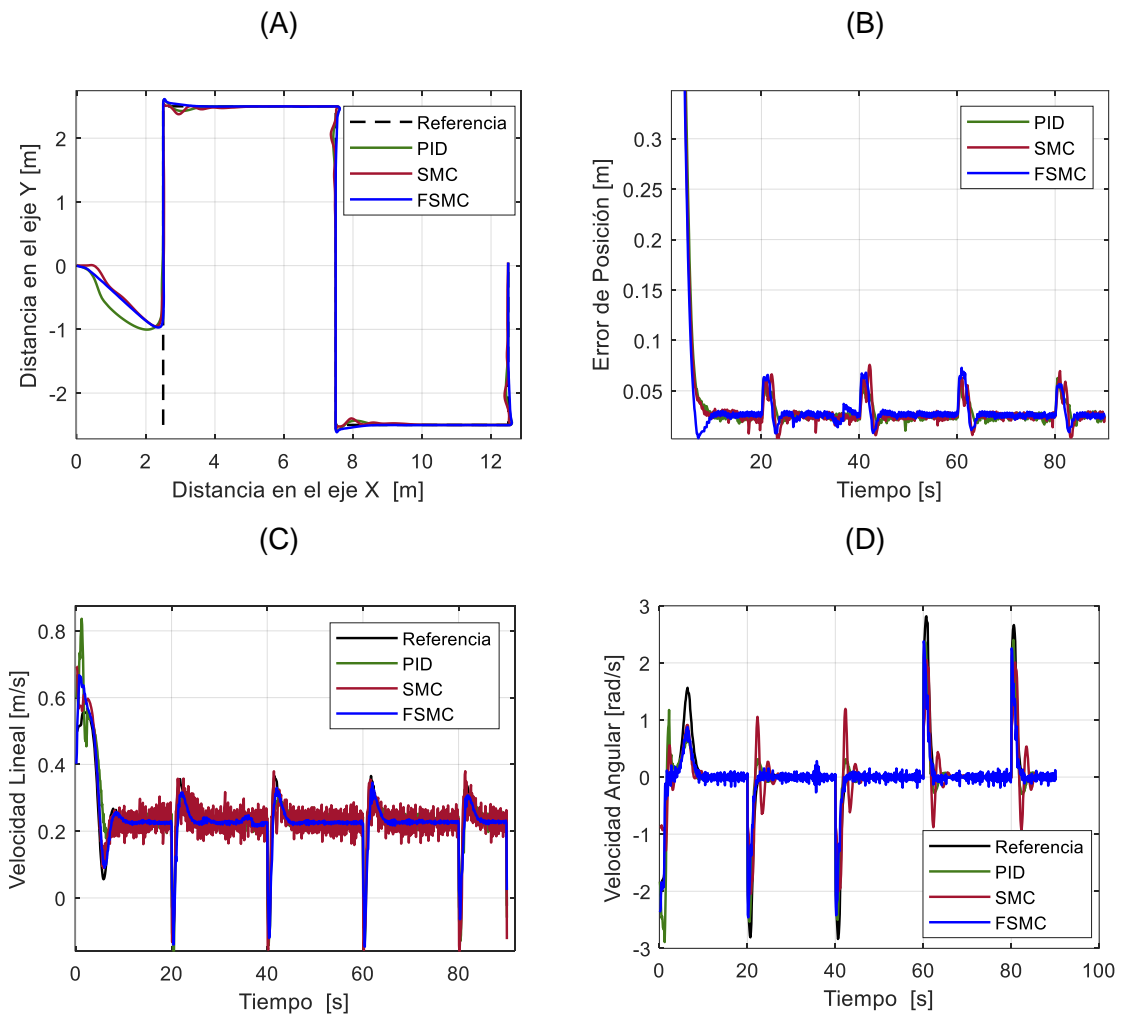 (A)
Distancia en el eje Y [m]
2
1
0
-1
-2
Referencia
PID
SMC
FSMC
0
2
4
6
8
10
12
Distancia en el eje X [m]
(B)
Error de Posición [m]
0.3
0.25
0.2
0.15
0.1
0.05
PID
SMC
FSMC
20
40
60
80
Tiempo [s]
(C)
Velocidad Lineal [m/s]
0.8
0.6
0.4
0.2
0
Referencia
PID
SMC
FSMC
0
20
40
60
80
Tiempo [s]
(D)
Velocidad Angular [rad/s]
3
2
1
0
-1
-2
-3
Referencia
PID
SMC
FSMC
0
20
40
60
80
100
Tiempo [s]